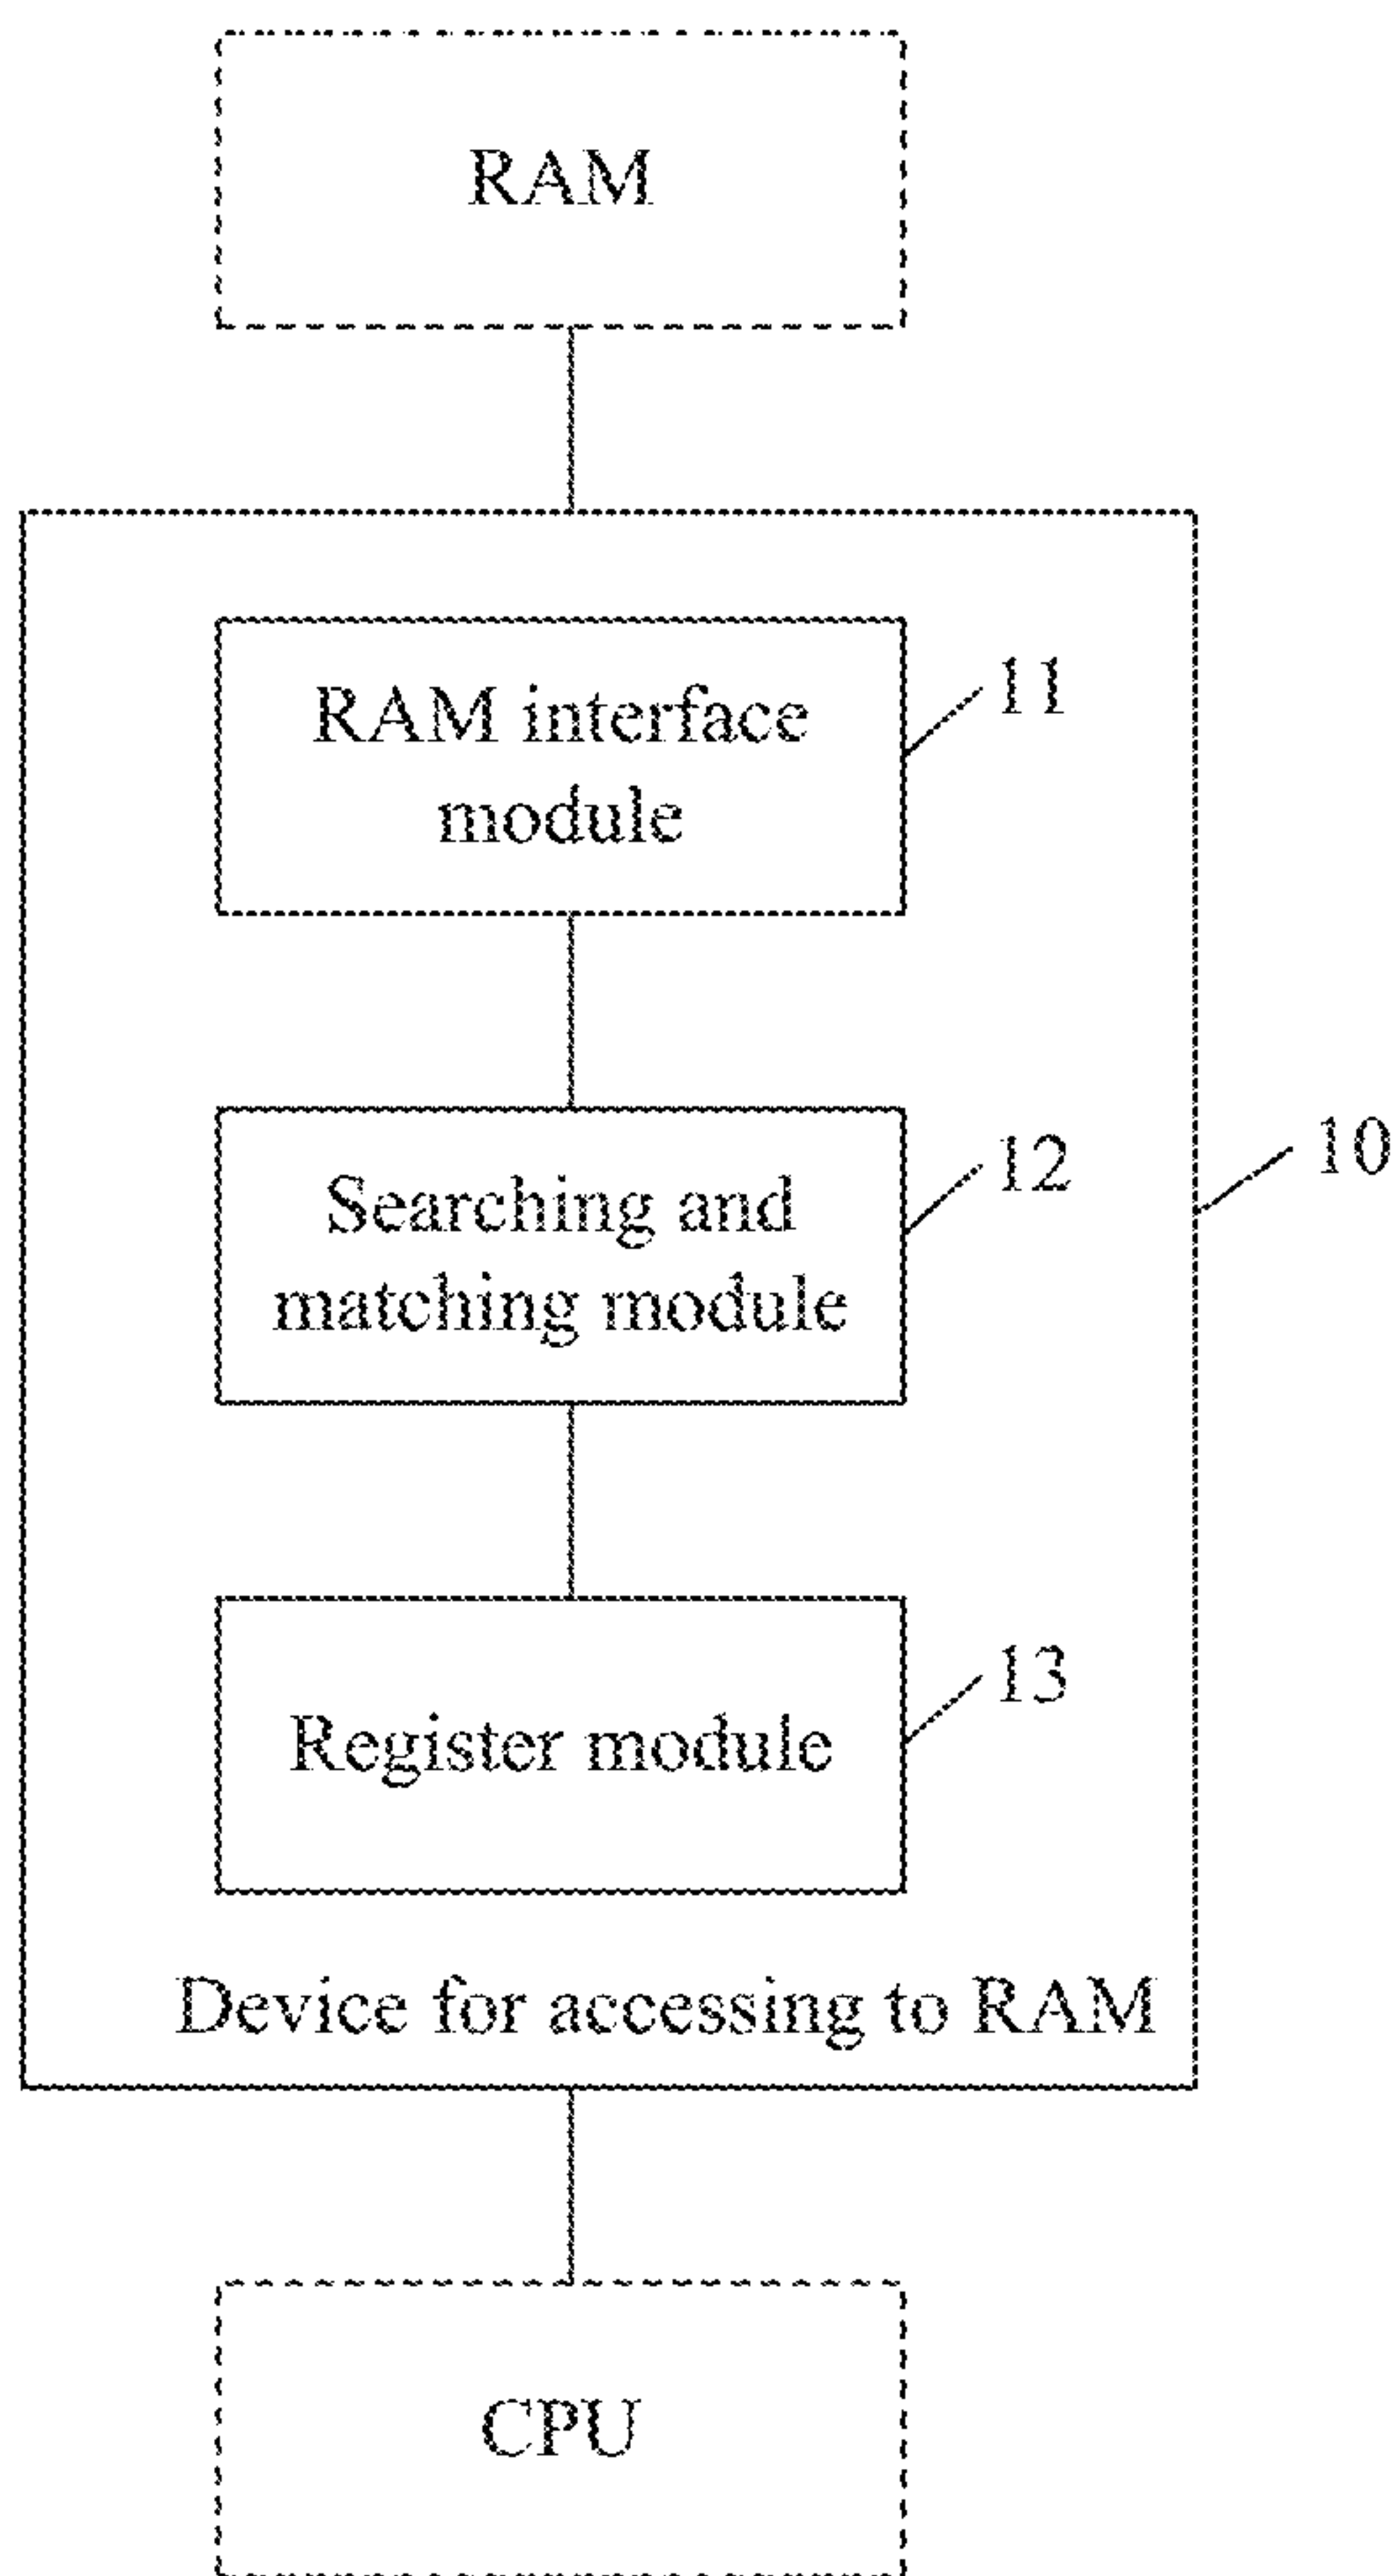 RAM
RAM interface
module
11
Searching and
matching module
12
10
Register module
13
Device for accessing to RAM
CPU